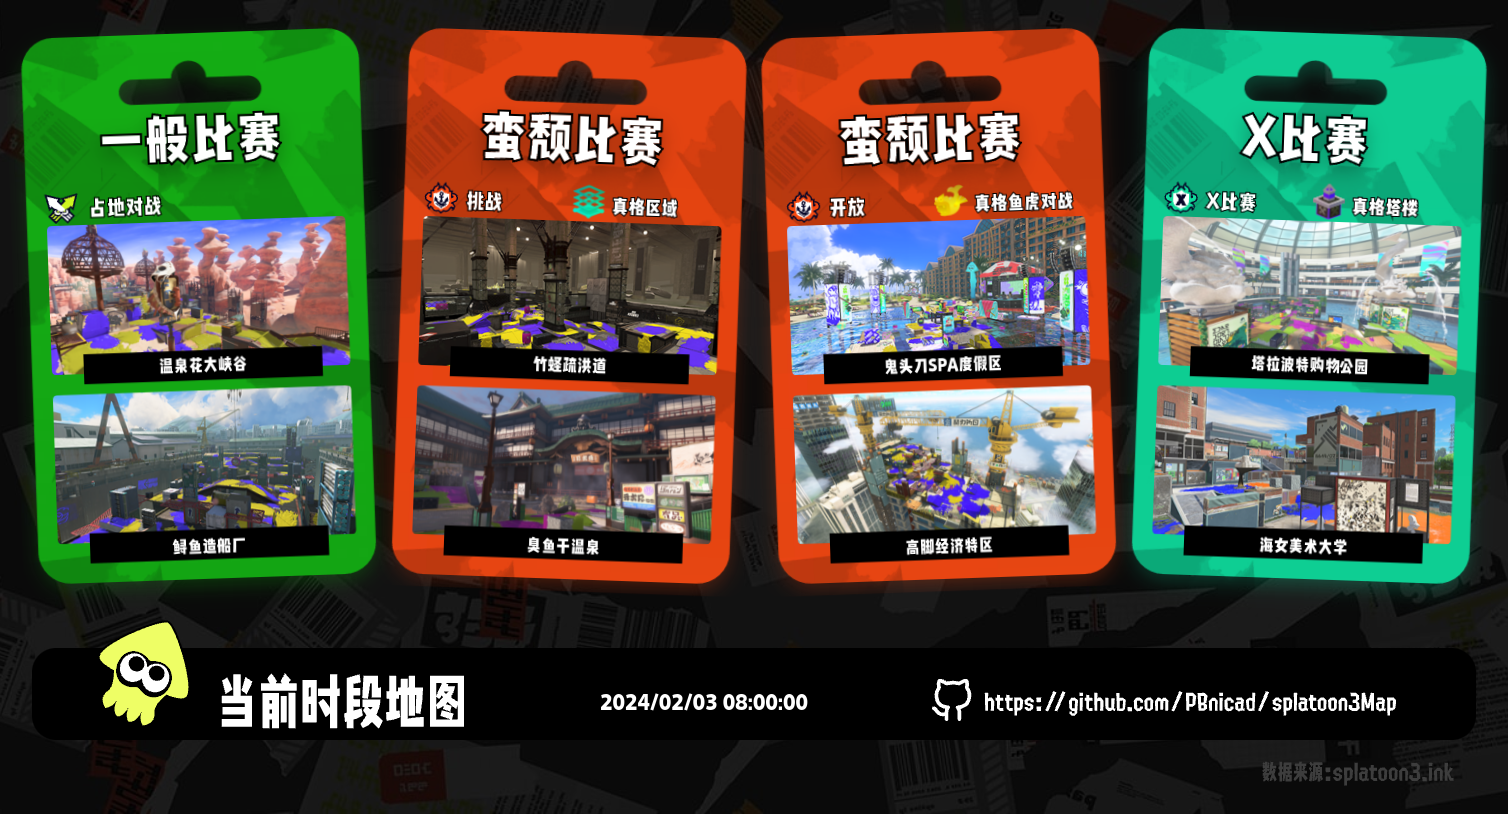 一般比赛
占地对战
温泉花大峡谷
鲟鱼造船厂
蛮颓比赛
挑战
真格区域
竹蛏疏洪道
臭鱼干温泉
蛮颓比赛
开放
真格鱼虎对战
鬼头刀SPA度假区
高脚经济特区
X比赛
X比赛
真格塔楼
塔拉波特购物公园
海女美术大学
当前时段地图
2024/02/03 08:00:00
https://github.com/PBnicad/splatoon3Map
数据来源:splatoon3.ink